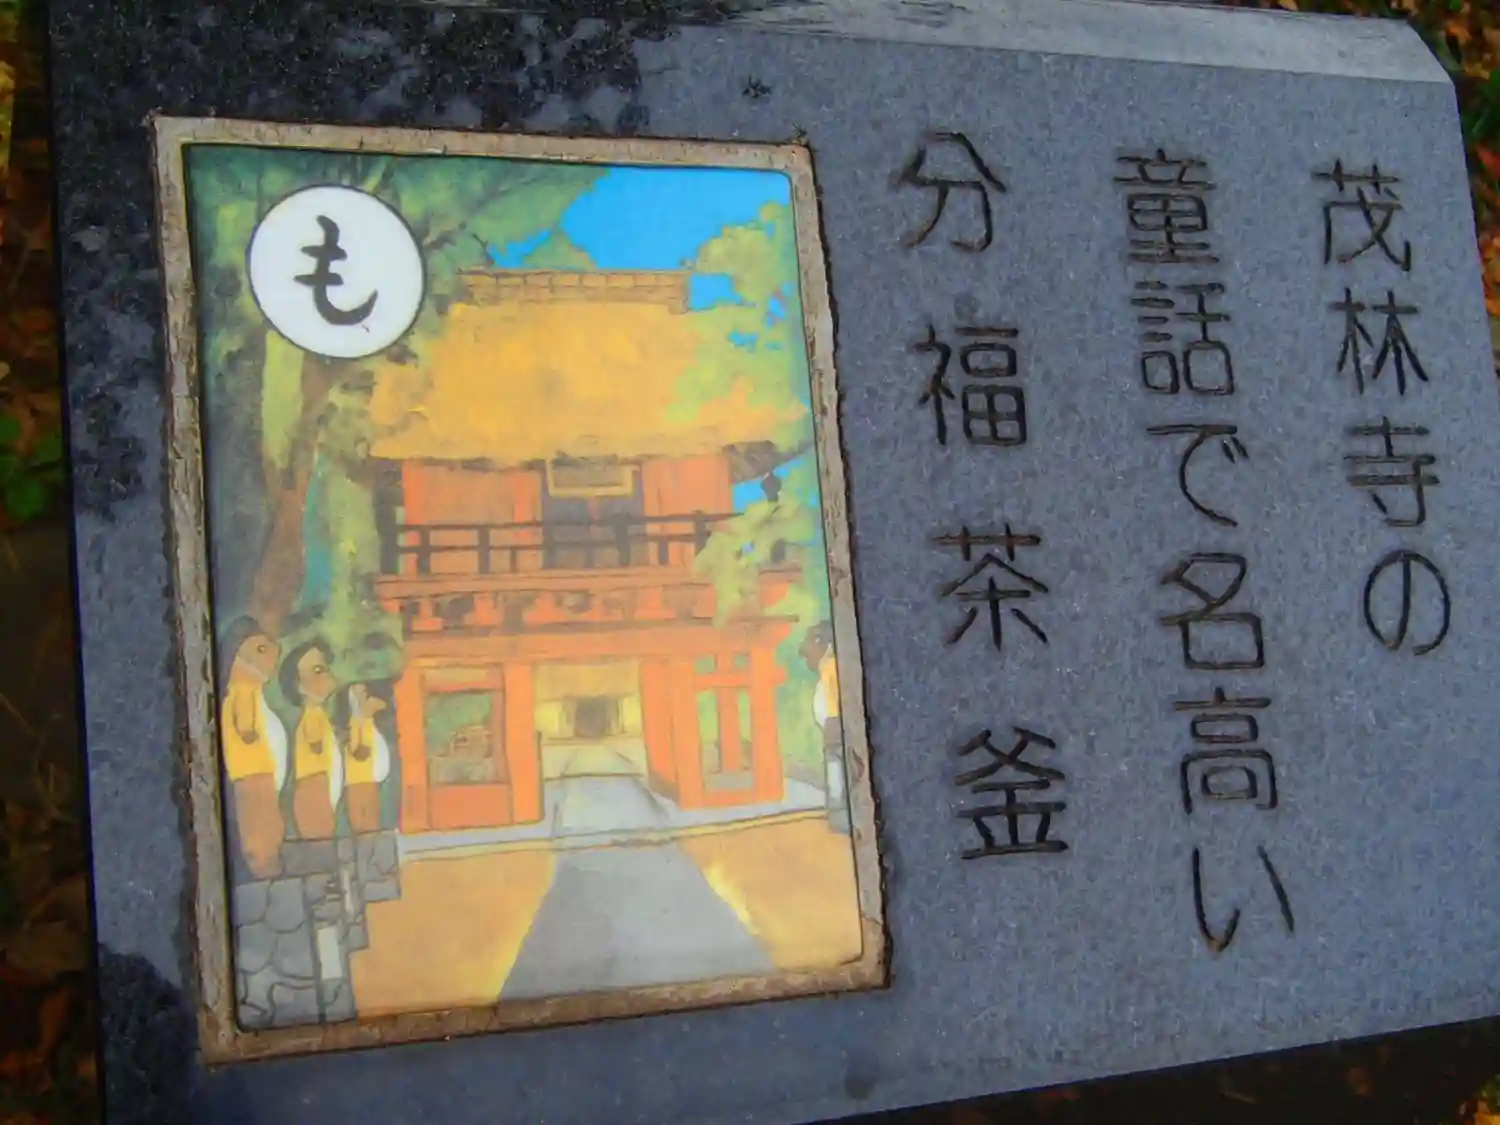 茂林寺の
童話で名高い
分福茶釜
も